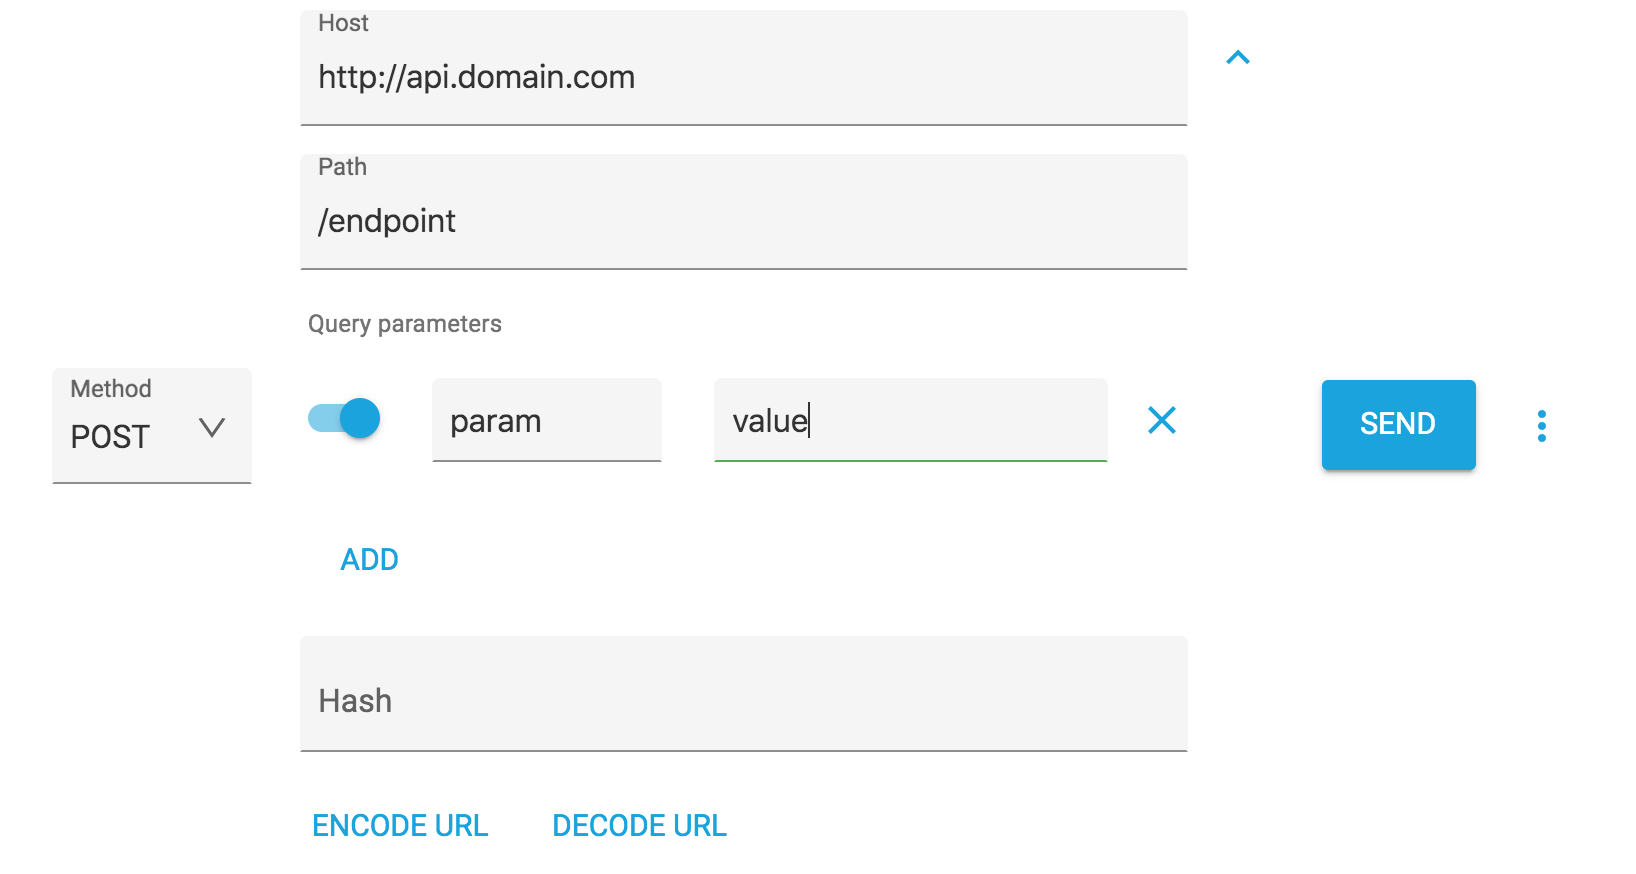 Host
http://api.domain.com
Path
/endpoint
Query parameters
Method
POST
param
value
SEND
ADD
Hash
ENCODE URL
DECODE URL